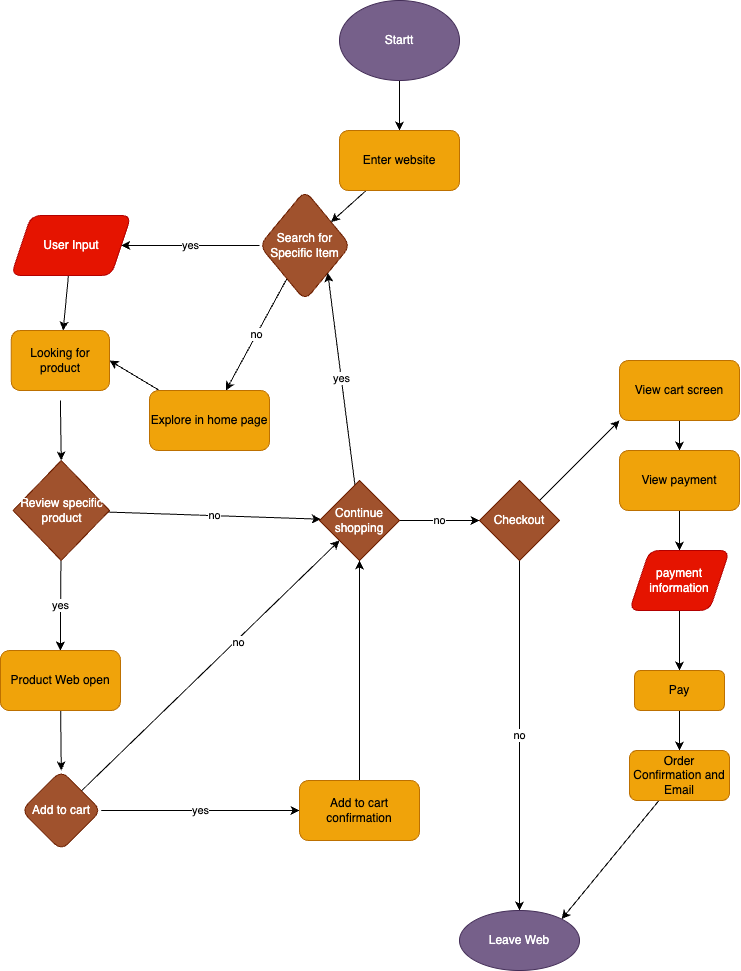 Startt
Enter website
Search for
Specific Item
yes
User Input
no
Looking for
product
Explore in home page
yes
View cart screen
View payment
Review specific
product
no
Continue
shopping
no
Checkout
payment
information
yes
no
Product Web open
Pay
no
Order
Confirmation and
Email
Add to cart
yes
Add to cart
confirmation
Leave Web